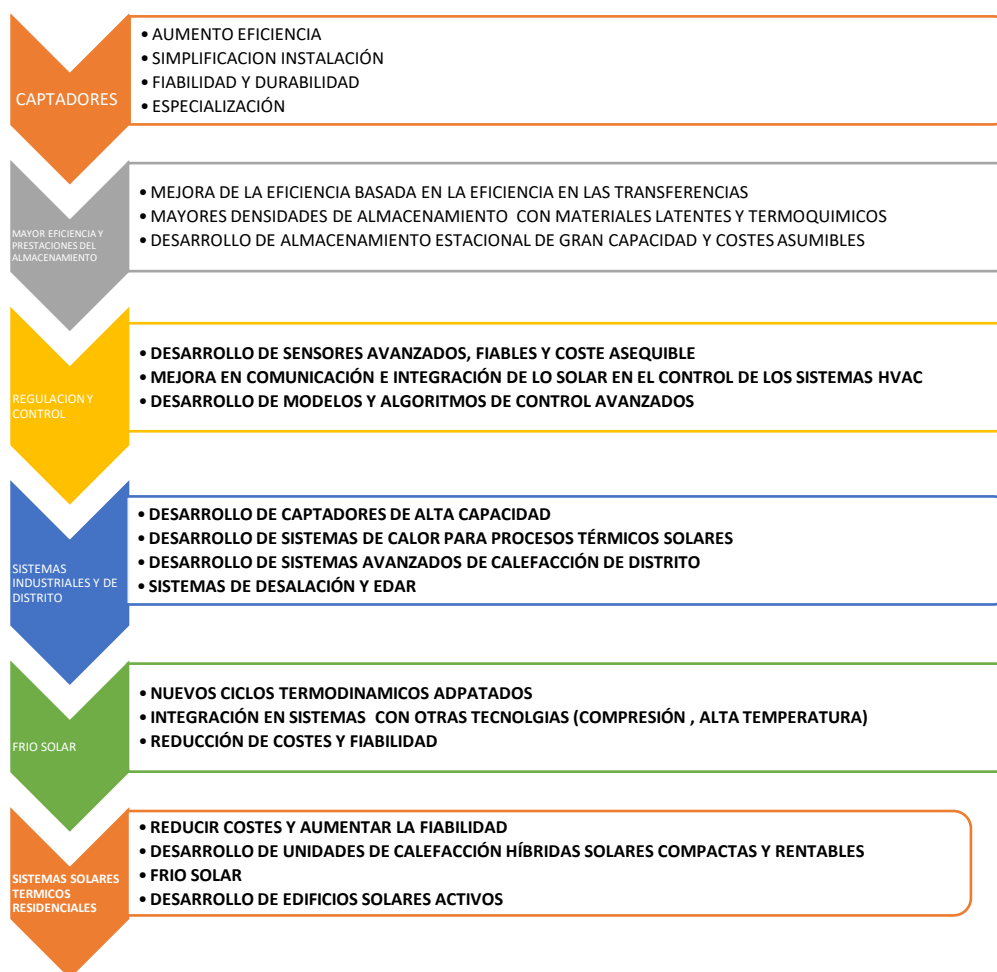 CAPTADORES
• AUMENTO EFICIENCIA
• SIMPLIFICACION INSTALACIÓN
• FIABILIDAD Y DURABILIDAD
• ESPECIALIZACIÓN
MAYOR EFICIENCIA Y
PRESTACIONES DEL
ALMACENAMIENTO
• MEJORA DE LA EFICIENCIA BASADA EN LA EFICIENCIA EN LAS TRANSFERENCIAS
• MAYORES DENSIDADES DE ALMACENAMIENTO CON MATERIALES LATENTES Y TERMOQUIMICOS
• DESARROLLO DE ALMACENAMIENTO ESTACIONAL DE GRAN CAPACIDAD Y COSTES ASUMIBLES
REGULACION Y
CONTROL
• DESARROLLO DE SENSORES AVANZADOS, FIABLES Y COSTE ASEQUIBLE
• MEJORA EN COMUNICACIÓN E INTEGRACIÓN DE LO SOLAR EN EL CONTROL DE LOS SISTEMAS HVAC
• DESARROLLO DE MODELOS Y ALGORITMOS DE CONTROL AVANZADOS
SISTEMAS
INDUSTRIALES Y DE
DISTRITO
• DESARROLLO DE CAPTADORES DE ALTA CAPACIDAD
• DESARROLLO DE SISTEMAS DE CALOR PARA PROCESOS TÉRMICOS SOLARES
• DESARROLLO DE SISTEMAS AVANZADOS DE CALEFACCIÓN DE DISTRITO
• SISTEMAS DE DESALACIÓN Y EDAR
FRIO SOLAR
• NUEVOS CICLOS TERMODINAMICOS ADPATADOS
• INTEGRACIÓN EN SISTEMAS CON OTRAS TECNOLGIAS (COMPRESIÓN , ALTA TEMPERATURA)
• REDUCCIÓN DE COSTES Y FIABILIDAD
SISTEMAS SOLARES
TERMICOS
RESIDENCIALES
• REDUCIR COSTES Y AUMENTAR LA FIABILIDAD
• DESARROLLO DE UNIDADES DE CALEFACCIÓN HÍBRIDAS SOLARES COMPACTAS Y RENTABLES
• FRIO SOLAR
• DESARROLLO DE EDIFICIOS SOLARES ACTIVOS